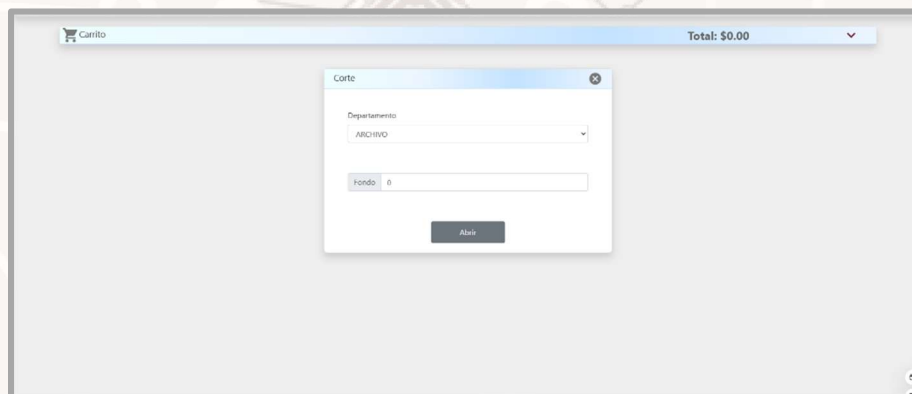 Carrito Total: $0.00
Corte
Departamento
ARCHIVO
Fondo 0
Abrir